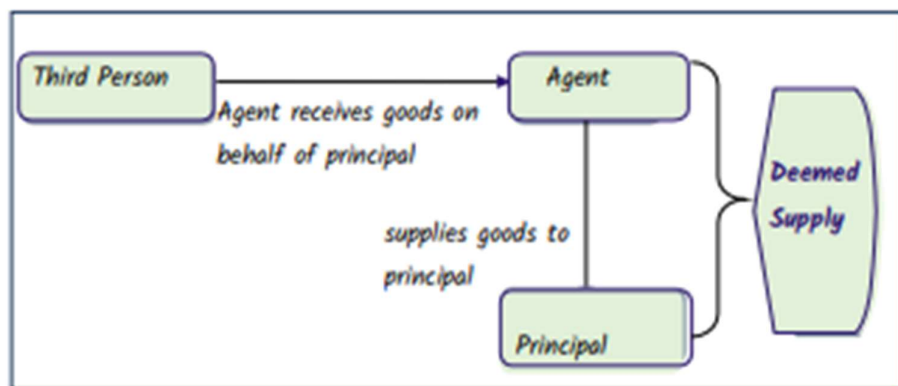 Third Person
Agent
Agent receives goods on
behalf of principal
Deemed
Supply
supplies goods to
principal
Principal